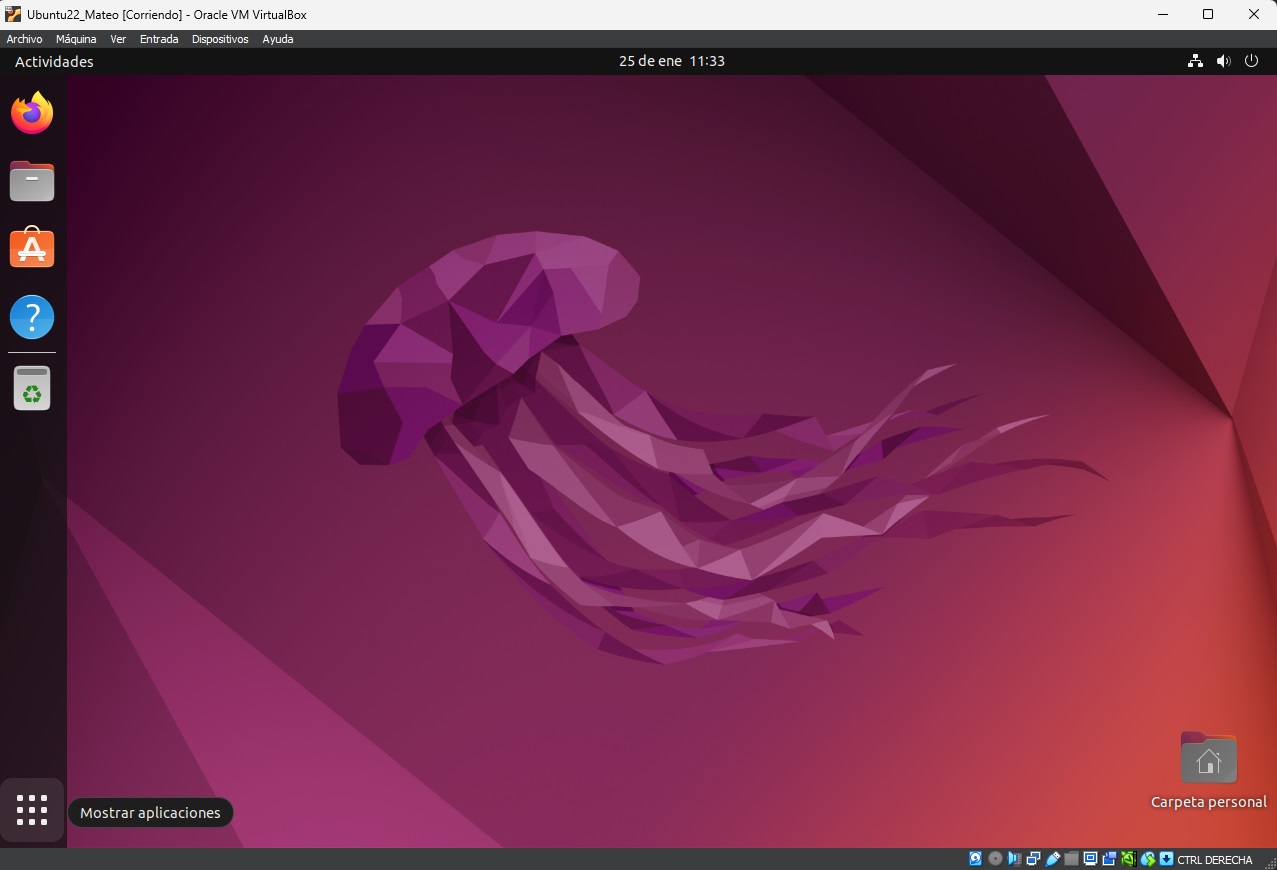 Ubuntu22_Mateo [Corriendo] - Oracle VM VirtualBox
Archivo Máquina Ver Entrada Dispositivos Ayuda
Actividades 25 de ene 11:33
Carpeta personal
Mostrar aplicaciones
CTRL DERECHA